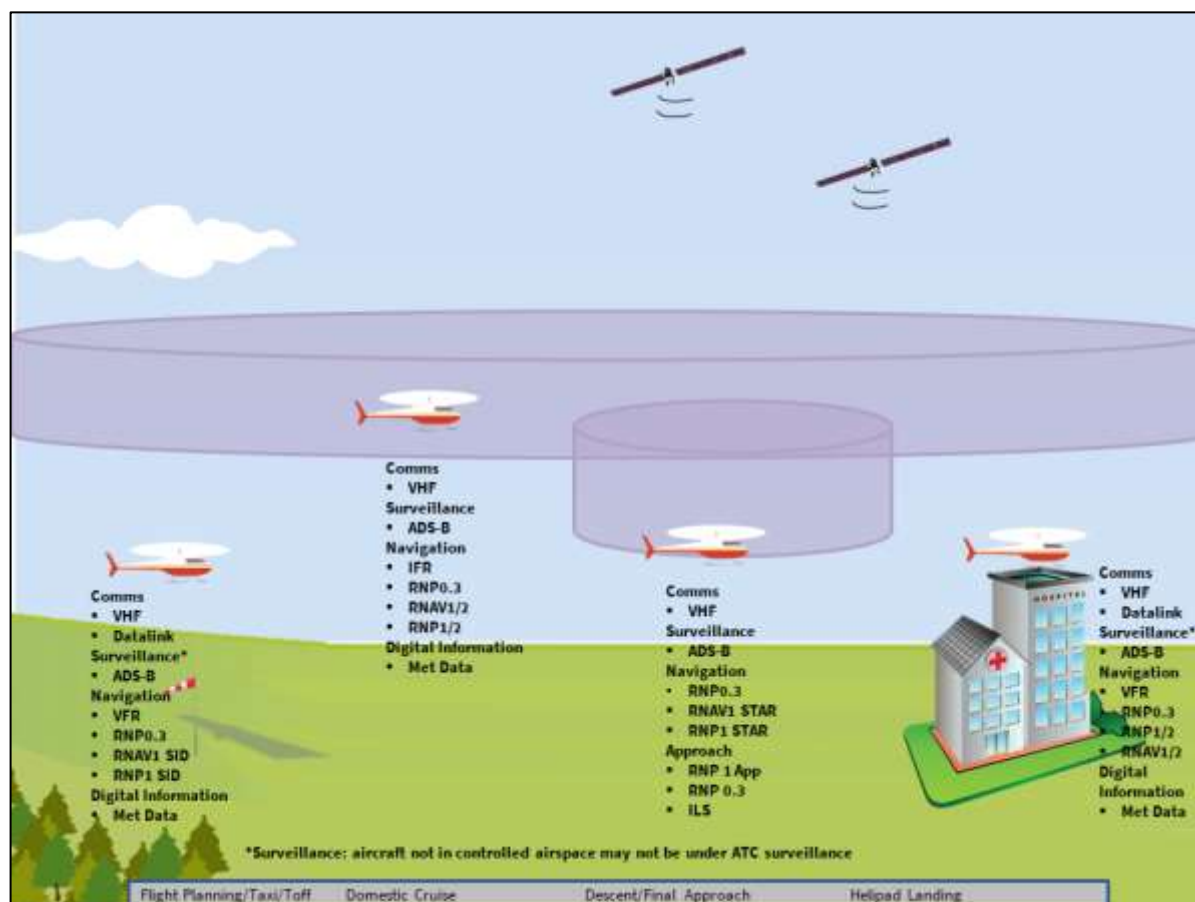 Comms
• VHF
• Datalink
Surveillance*
• ADS-B
Navigation
• VFR
• RNP0.3
• RNAV1 SID
• RNP1 SID
Digital Information
• Met Data
Comms
• VHF
Surveillance
• ADS-B
Navigation
• IFR
• RNP0.3
• RNAV1/2
• RNP1/2
Digital Information
• Met Data
Comms
• VHF
Surveillance
• ADS-B
Navigation
• RNP0.3
• RNAV1 STAR
• RNP1 STAR
Approach
• RNP 1 App
• RNP 0.3
• ILS
HOSPITAL
Comms
• VHF
• Datalink
Surveillance*
• ADS-B
Navigation
• VFR
• RNP0.3
• RNP1/2
• RNAV1/2
Digital
Information
• Met Data
*Surveillance: aircraft not in controlled airspace may not be under ATC surveillance
Flight Planning/Taxi/Toff Domestic Cruise Descent/Final Approach Helipad Landing